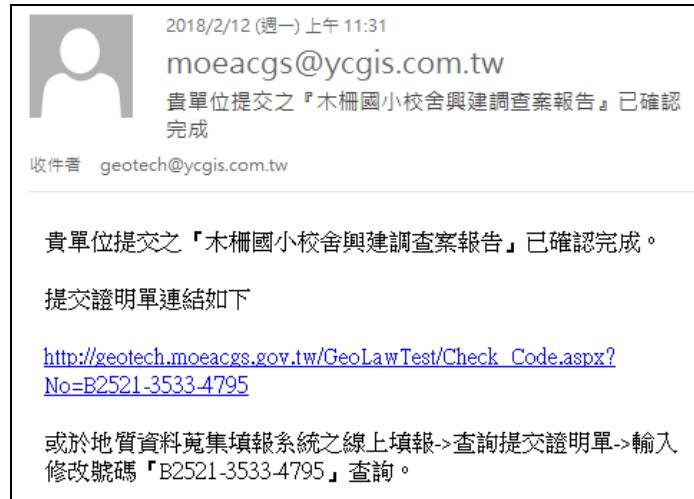 2018/2/12 (週一) 上午 11:31
moeacgs@ycgis.com.tw
貴單位提交之『木柵國小校舍興建調查案報告』已確認
完成
收件者 geotech@ycgis.com.tw
貴單位提交之「木柵國小校舍興建調查案報告」已確認完成。
提交證明單連結如下
http://geotech.moeacgs.gov.tw/GeoLawTest/Check_Code.aspx?
No=B2521-3533-4795
或於地質資料蒐集填報系統之線上填報->查詢提交證明單->輸入
修改號碼「B2521-3533-4795」查詢。